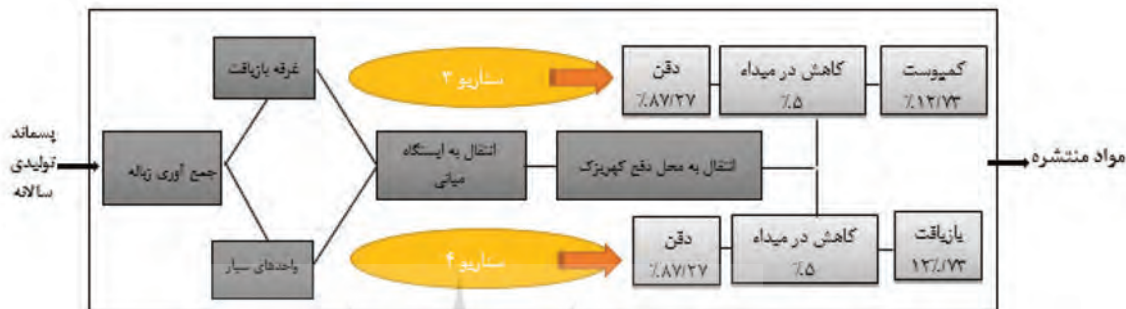 پسماند
تولیدی
سالانه
جمع آوری زباله
غرفه بازیافت
واحدهای سیار
انتقال به ایستگاه
میانی
انتقال به محل دفع کهریزک
سناریو ۳
دفن
٪۸۷/۲۷
کاهش در مبداء
٪۵
کمپوست
٪۱۲/۷۳
سناریو ۴
دفن
٪۸۷/۲۷
کاهش در مبداء
٪۵
بازیافت
۱۲٪/۷۳
مواد منتشره